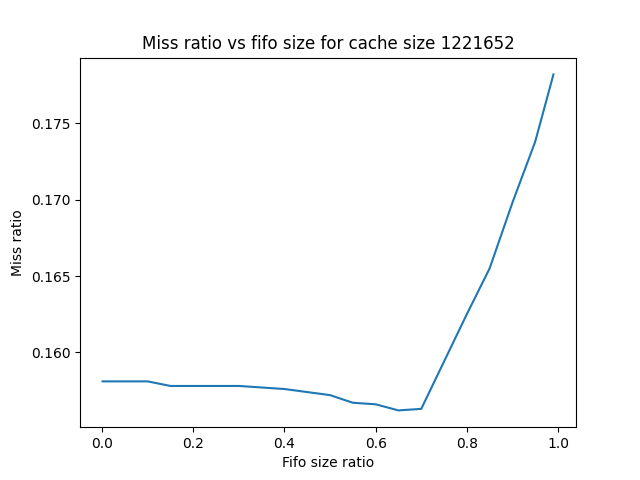 Miss ratio vs fifo size for cache size 1221652
0.175
0.170
0.165
0.160
Miss ratio
0.0 0.2 0.4 0.6 0.8 1.0
Fifo size ratio